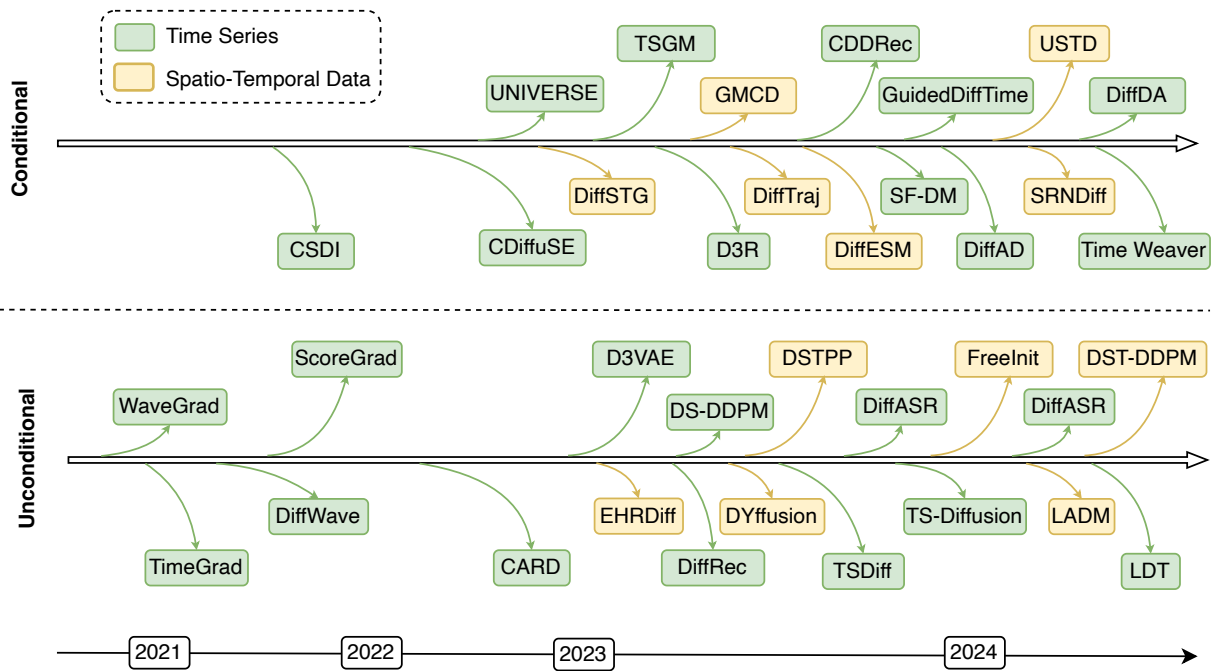 Time Series
Spatio-Temporal Data
Conditional
TSGM
CDDRec
USTD
UNIVERSE
GMCD
GuidedDiffTime
DiffDA
DiffSTG
DiffTraj
SF-DM
SRNDiff
CSDI
CDiffuSE
D3R
DiffESM
DiffAD
Time Weaver
Unconditional
ScoreGrad
D3VAE
DSTPP
FreeInit
DST-DDPM
WaveGrad
DS-DDPM
DiffASR
DiffASR
DiffWave
EHRDiff
DYffusion
TS-Diffusion
LADM
TimeGrad
CARD
DiffRec
TSDiff
LDT
2021
2022
2023
2024